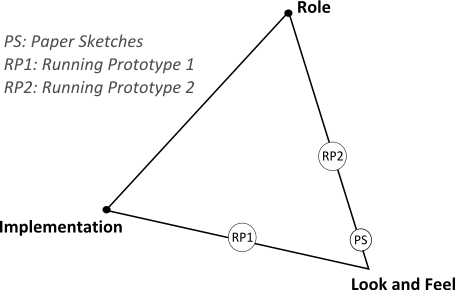 Role
PS: Paper Sketches
RP1: Running Prototype 1
RP2: Running Prototype 2
RP2
Implementation
RP1
PS
Look and Feel